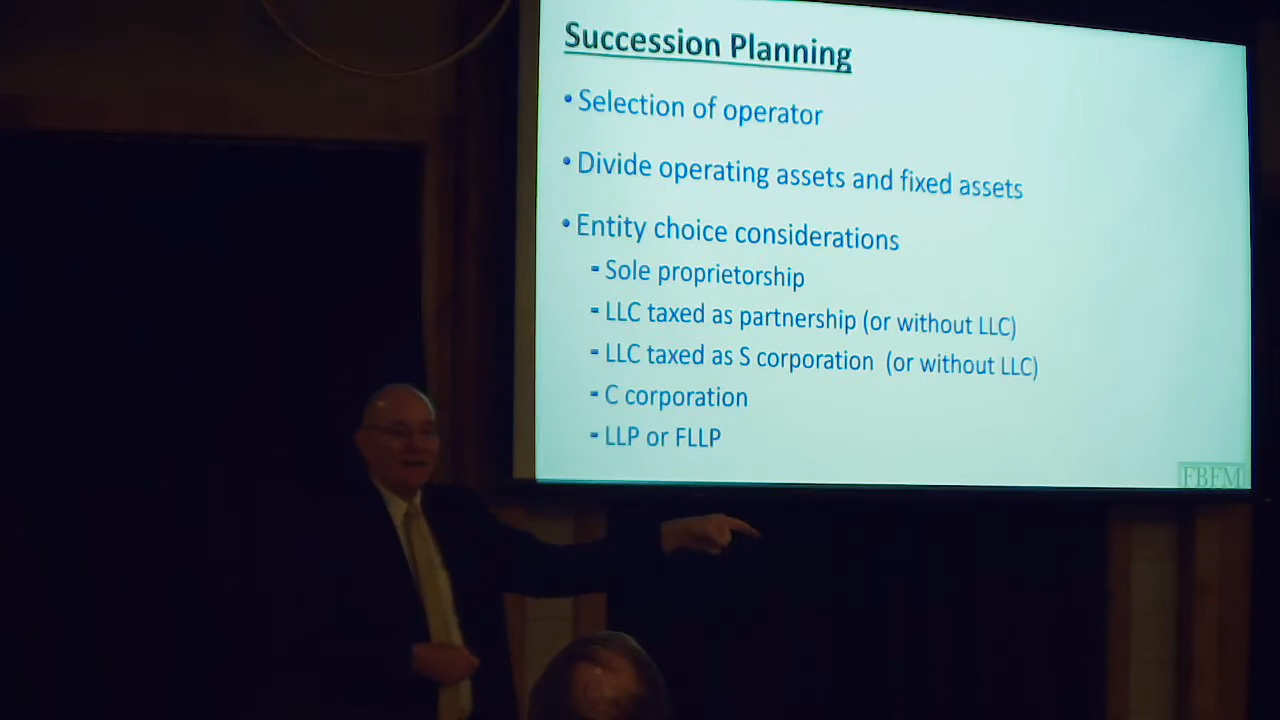 Succession Planning
• Selection of operator
• Divide operating assets and fixed assets
• Entity choice considerations
- Sole proprietorship
- LLC taxed as partnership (or without LLC)
- LLC taxed as S corporation (or without LLC)
- C corporation
- LLP or FLLP
FBFM